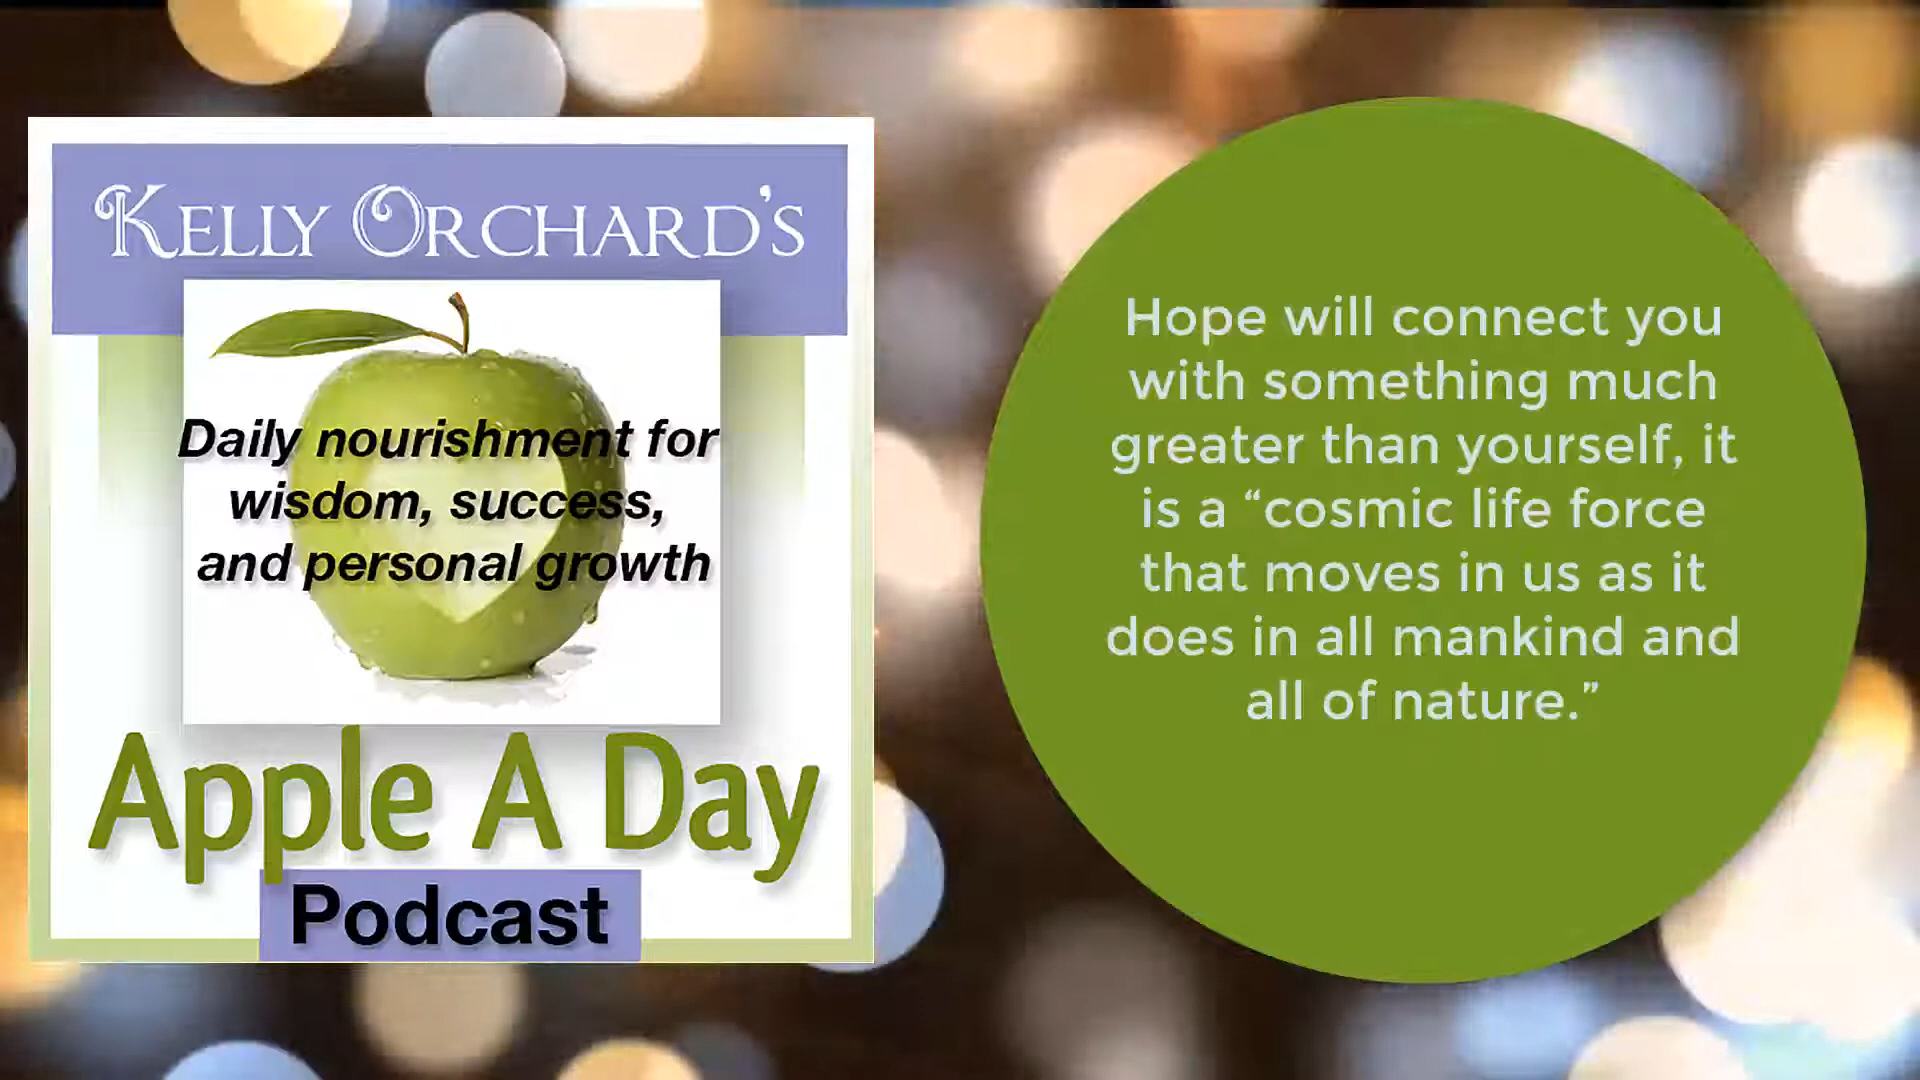 KELLY ORCHARD'S
Daily nourishment for
wisdom, success,
and personal growth
Apple A Day
Podcast
Hope will connect you
with something much
greater than yourself, it
is a “cosmic life force
that moves in us as it
does in all mankind and
all of nature.”